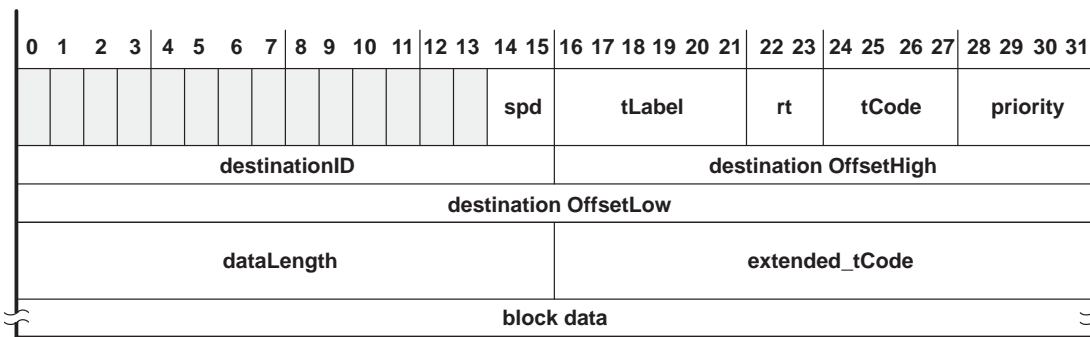 0 1 2 3 4 5 6 7 8 9 10 11 12 13 14 15 16 17 18 19 20 21 22 23 24 25 26 27 28 29 30 31
spd tLabel rt tCode priority
destinationID destination OffsetHigh
destination OffsetLow
dataLength extended_tCode
block data